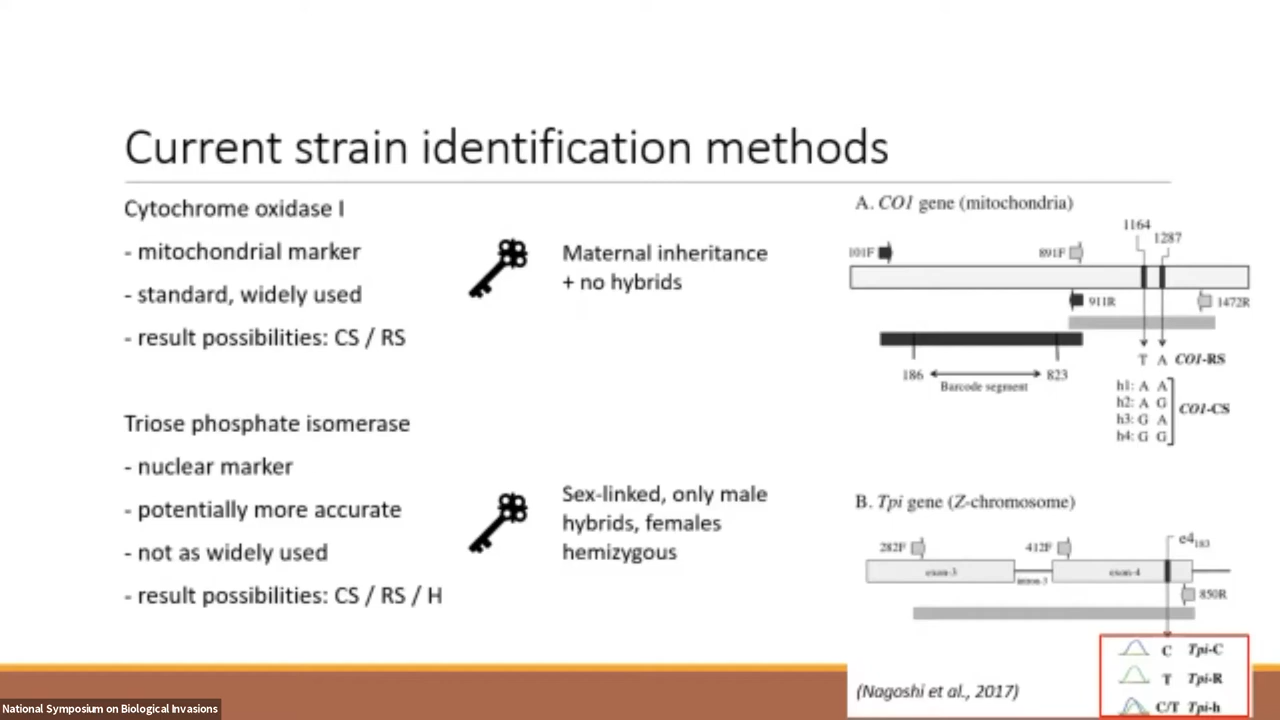 Current strain identification methods
Cytochrome oxidase I
- mitochondrial marker
- standard, widely used
- result possibilities: CS / RS
Maternal inheritance
+ no hybrids
Triose phosphate isomerase
- nuclear marker
- potentially more accurate
- not as widely used
- result possibilities: CS / RS / H
Sex-linked, only male
hybrids, females
hemizygous
A. CO1 gene (mitochondria)
1164
1287
101F
891F
911R
1472R
T A CO1-RS
186
823
Barcode segment
h1: A A
h2: A G
CO1-CS
h3: G A
h4: G G
B. Tpi gene (Z-chromosome)
e4183
282F
412F
exon-3
intron-3
exon-4
850R
C Tpi-C
T Tpi-R
C/T Tpi-h
(Nagoshi et al., 2017)
National Symposium on Biological Invasions